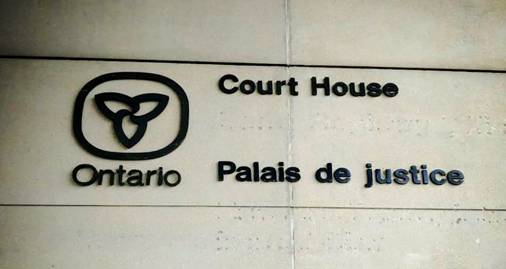 Court House
Ontario
Palais de justice